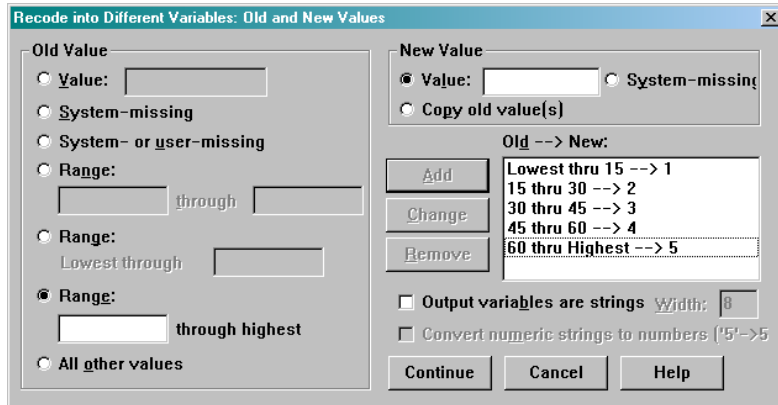 Recode into Different Variables: Old and New Values
Old Value
Value:
System-missing
System- or user-missing
Range:
through
Range:
Lowest through
Range:
through highest
All other values
New Value
Value:
System-missing
Copy old value(s)
Old --> New:
Add
Change
Remove
Lowest thru 15 --> 1
15 thru 30 --> 2
30 thru 45 --> 3
45 thru 60 --> 4
60 thru Highest --> 5
Output variables are strings Width: 8
Convert numeric strings to numbers ('5'->5
Continue Cancel Help